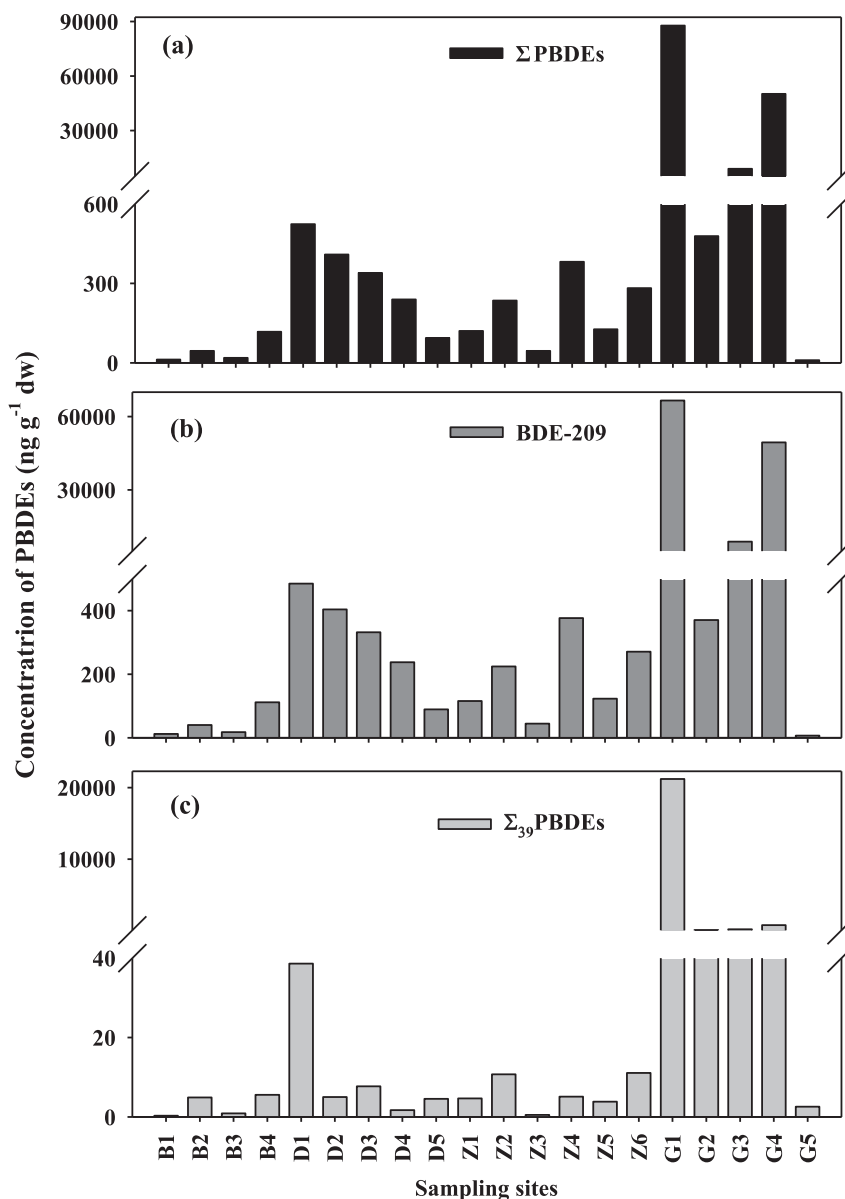 Concentratrion of PBDEs (ng g⁻¹ dw)
(a)
ΣPBDEs
90000
60000
30000
600
300
0
(b)
BDE-209
60000
30000
400
200
0
(c)
Σ₃₉PBDEs
20000
10000
40
20
0
B1 B2 B3 B4 D1 D2 D3 D4 D5 Z1 Z2 Z3 Z4 Z5 Z6 G1 G2 G3 G4 G5
Sampling sites